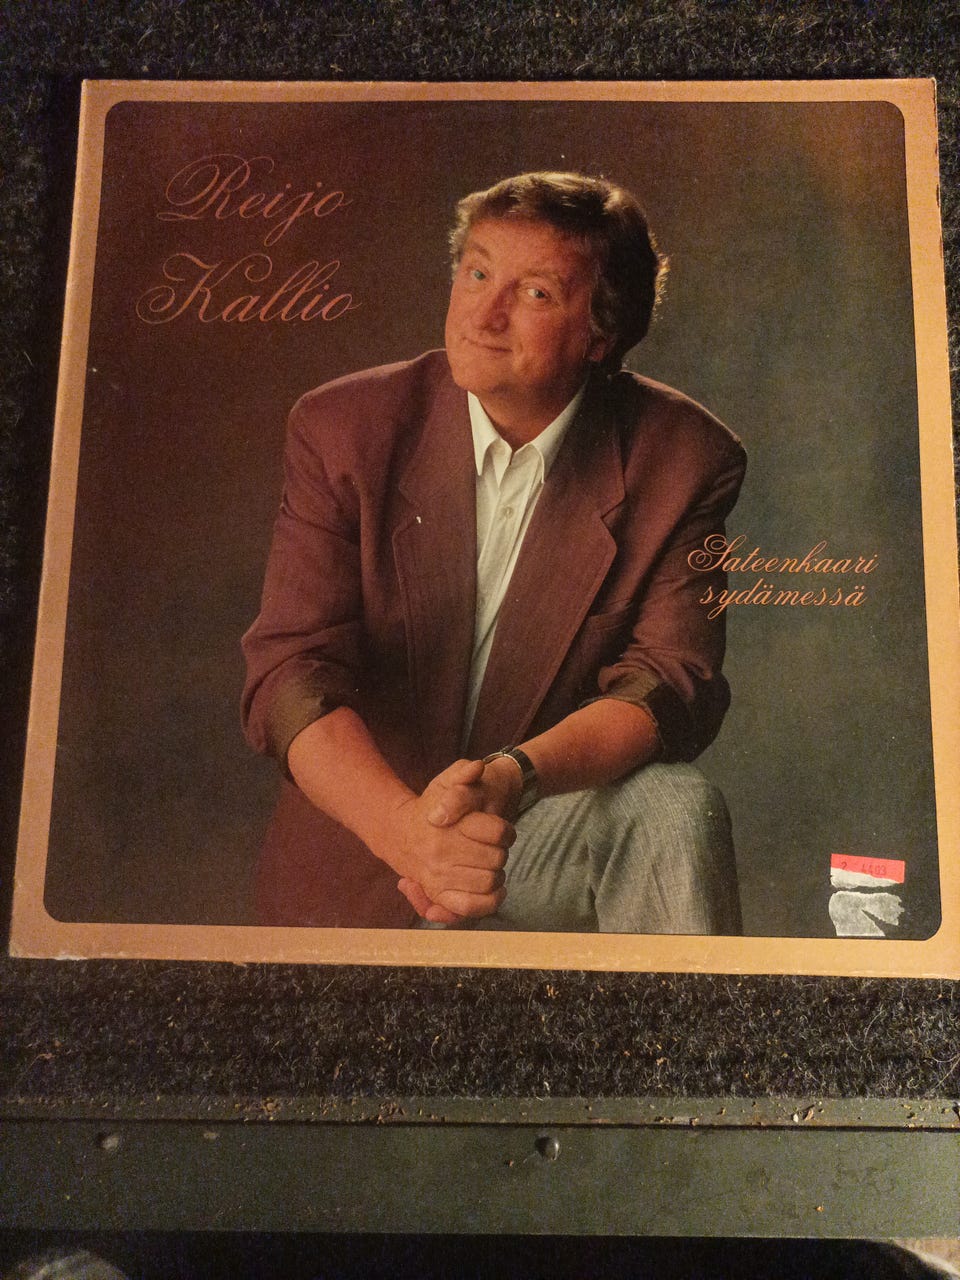 Reijo
Kallio
Sateenkaari
sydämessä